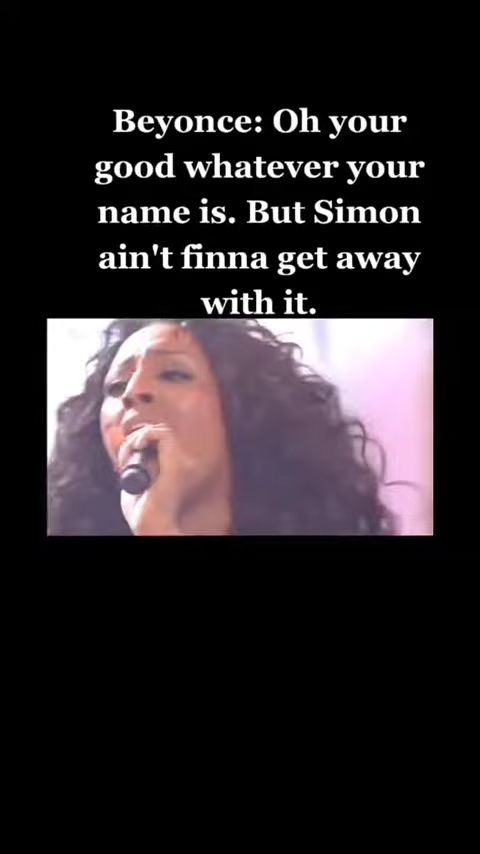 Beyonce: Oh your
good whatever your
name is. But Simon
ain't finna get away
with it.